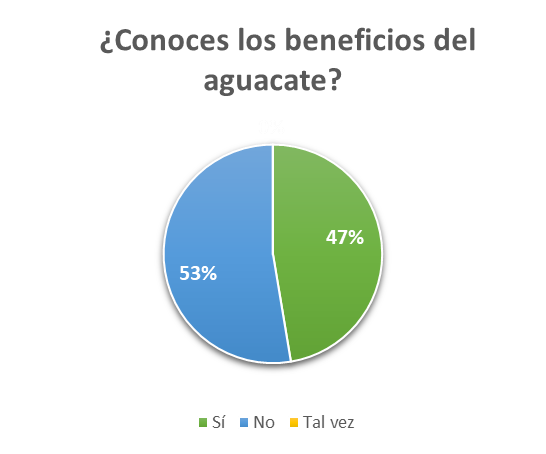 ¿Conoces los beneficios del
aguacate?
47%
53%
Sí No Tal vez